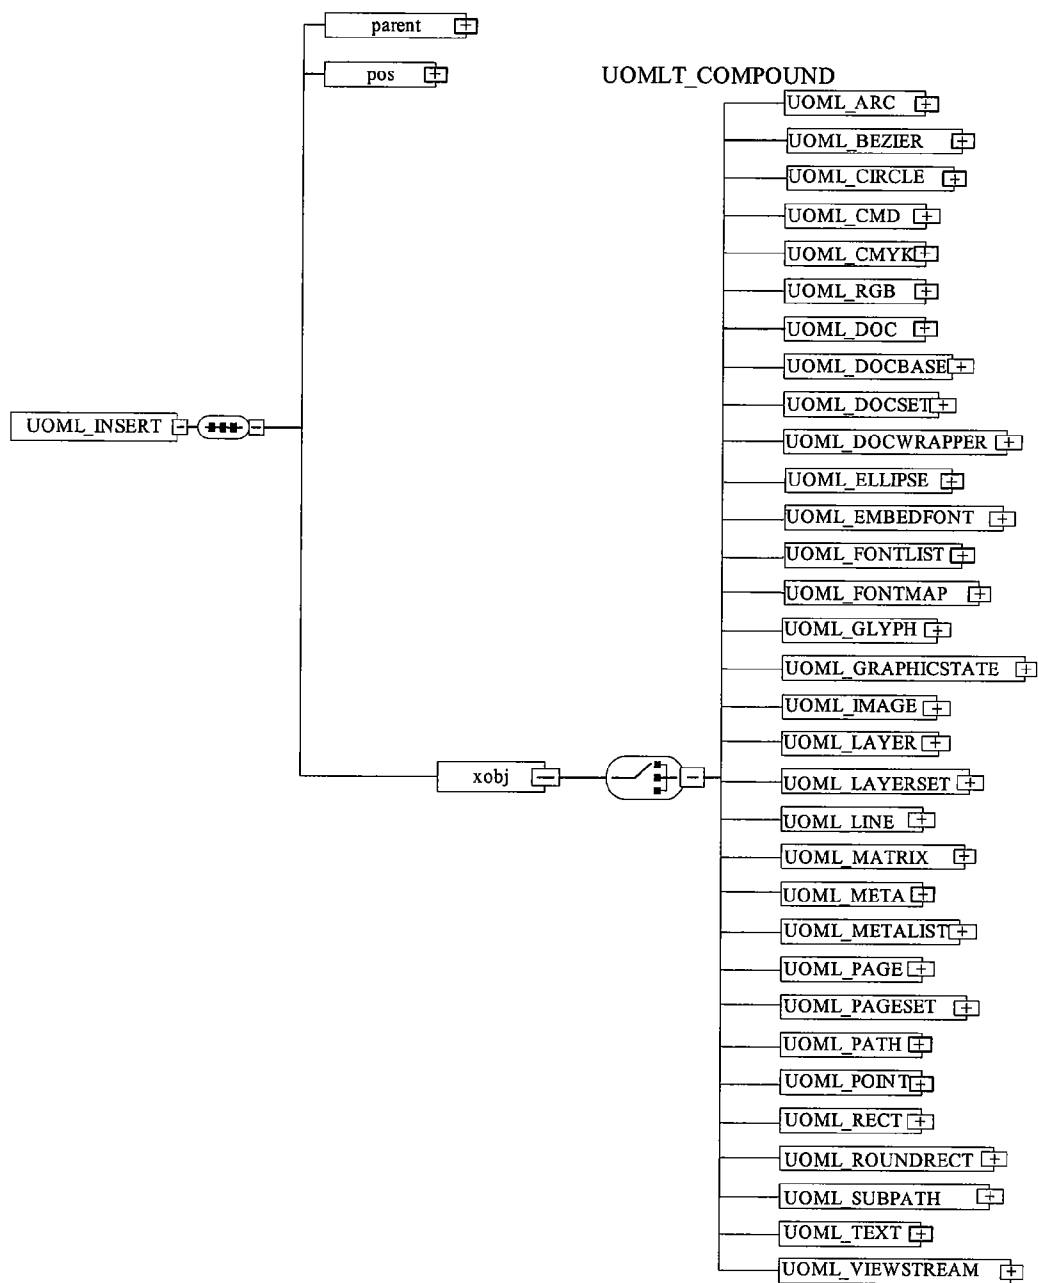 parent
pos
UOMLT_COMPOUND
UOML_ARC
UOML_BEZIER
UOML_CIRCLE
UOML_CMD
UOML_CMYK
UOML_RGB
UOML_DOC
UOML_DOCBASE
UOML_DOCSET
UOML_INSERT
UOML_DOCWRAPPER
UOML_ELLIPSE
UOML_EMBEDFONT
UOML_FONTLIST
UOML_FONTMAP
UOML_GLYPH
UOML_GRAPHICSTATE
UOML_IMAGE
UOML_LAYER
xobj
UOML_LAYERSET
UOML_LINE
UOML_MATRIX
UOML_META
UOML_METALIST
UOML_PAGE
UOML_PAGESET
UOML_PATH
UOML_POINT
UOML_RECT
UOML_ROUNDRECT
UOML_SUBPATH
UOML_TEXT
UOML_VIEWSTREAM